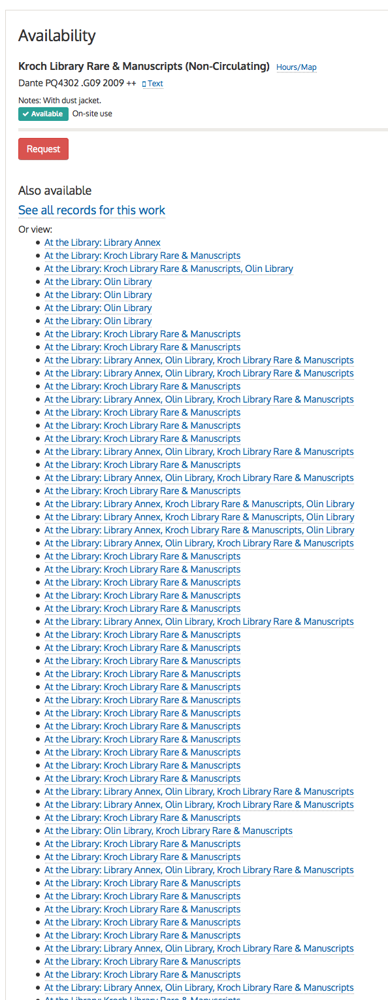 Availability
Kroch Library Rare & Manuscripts (Non-Circulating) Hours/Map
Dante PQ4302 .G09 2009 ++ Text
Notes: With dust jacket.
✔ Available On-site use
Request
Also available
See all records for this work
Or view:
At the Library: Library Annex
At the Library: Kroch Library Rare & Manuscripts
At the Library: Kroch Library Rare & Manuscripts, Olin Library
At the Library: Olin Library
At the Library: Olin Library
At the Library: Olin Library
At the Library: Olin Library
At the Library: Kroch Library Rare & Manuscripts
At the Library: Kroch Library Rare & Manuscripts
At the Library: Library Annex, Olin Library, Kroch Library Rare & Manuscripts
At the Library: Library Annex, Olin Library, Kroch Library Rare & Manuscripts
At the Library: Kroch Library Rare & Manuscripts
At the Library: Library Annex, Olin Library, Kroch Library Rare & Manuscripts
At the Library: Kroch Library Rare & Manuscripts
At the Library: Kroch Library Rare & Manuscripts
At the Library: Kroch Library Rare & Manuscripts
At the Library: Library Annex, Olin Library, Kroch Library Rare & Manuscripts
At the Library: Kroch Library Rare & Manuscripts
At the Library: Library Annex, Olin Library, Kroch Library Rare & Manuscripts
At the Library: Kroch Library Rare & Manuscripts
At the Library: Library Annex, Kroch Library Rare & Manuscripts, Olin Library
At the Library: Library Annex, Kroch Library Rare & Manuscripts, Olin Library
At the Library: Library Annex, Kroch Library Rare & Manuscripts, Olin Library
At the Library: Library Annex, Olin Library, Kroch Library Rare & Manuscripts
At the Library: Kroch Library Rare & Manuscripts
At the Library: Kroch Library Rare & Manuscripts
At the Library: Kroch Library Rare & Manuscripts
At the Library: Kroch Library Rare & Manuscripts
At the Library: Kroch Library Rare & Manuscripts
At the Library: Library Annex, Olin Library, Kroch Library Rare & Manuscripts
At the Library: Kroch Library Rare & Manuscripts
At the Library: Kroch Library Rare & Manuscripts
At the Library: Kroch Library Rare & Manuscripts
At the Library: Kroch Library Rare & Manuscripts
At the Library: Kroch Library Rare & Manuscripts
At the Library: Kroch Library Rare & Manuscripts
At the Library: Kroch Library Rare & Manuscripts
At the Library: Kroch Library Rare & Manuscripts
At the Library: Kroch Library Rare & Manuscripts
At the Library: Kroch Library Rare & Manuscripts
At the Library: Kroch Library Rare & Manuscripts
At the Library: Kroch Library Rare & Manuscripts
At the Library: Library Annex, Olin Library, Kroch Library Rare & Manuscripts
At the Library: Library Annex, Olin Library, Kroch Library Rare & Manuscripts
At the Library: Kroch Library Rare & Manuscripts
At the Library: Olin Library, Kroch Library Rare & Manuscripts
At the Library: Kroch Library Rare & Manuscripts
At the Library: Kroch Library Rare & Manuscripts
At the Library: Library Annex, Olin Library, Kroch Library Rare & Manuscripts
At the Library: Kroch Library Rare & Manuscripts
At the Library: Kroch Library Rare & Manuscripts
At the Library: Kroch Library Rare & Manuscripts
At the Library: Kroch Library Rare & Manuscripts
At the Library: Kroch Library Rare & Manuscripts
At the Library: Library Annex, Olin Library, Kroch Library Rare & Manuscripts
At the Library: Kroch Library Rare & Manuscripts
At the Library: Kroch Library Rare & Manuscripts
At the Library: Library Annex, Olin Library, Kroch Library Rare & Manuscripts
At the Library: Kroch Library Rare & Manuscripts